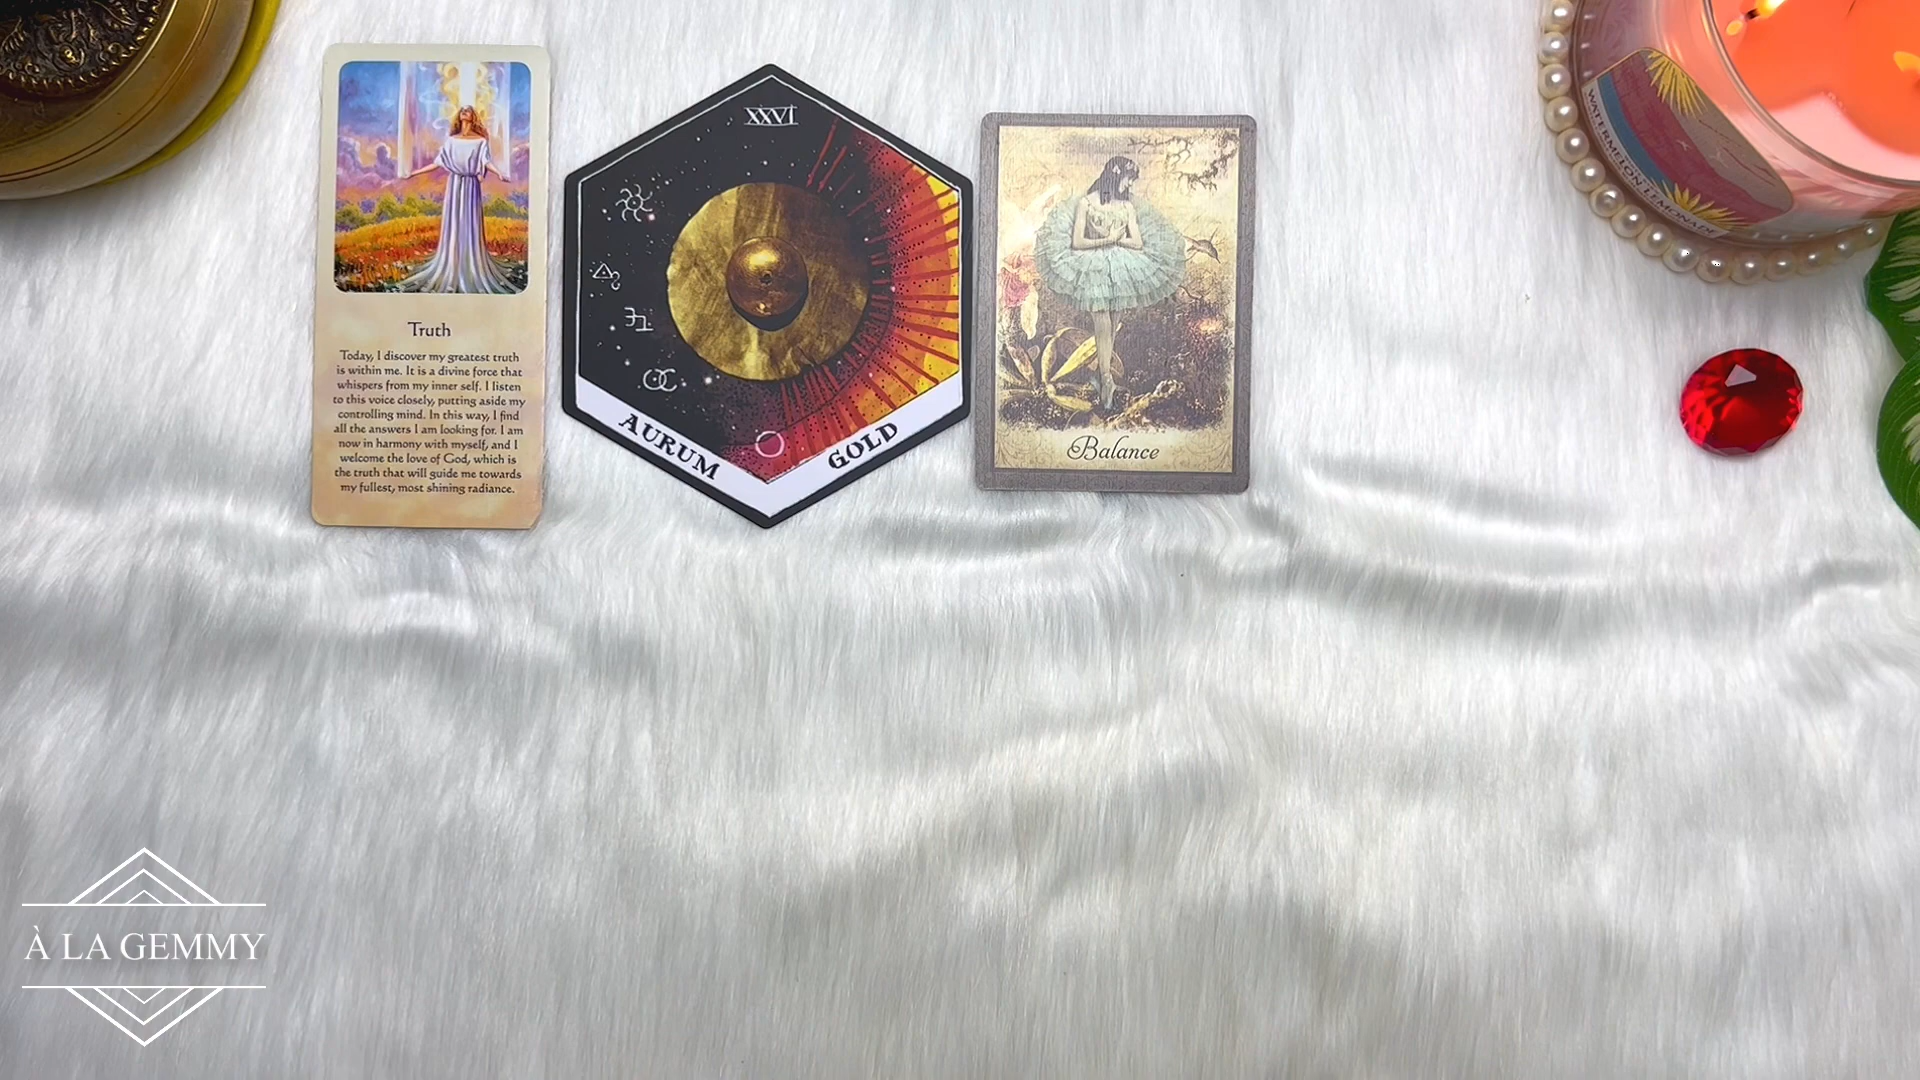 Truth
Today, I discover my greatest truth
is within me. It is a divine force that
whispers from my inner self. I listen
to this voice closely, putting aside my
controlling mind. In this way, I find
all the answers I am looking for. I am
now in harmony with myself, and I
welcome the love of God, which is
the truth that will guide me towards
my fullest, most shining radiance.
XXVI
AURUM
GOLD
Balance
WATERMELON LEMONADE
À LA GEMMY